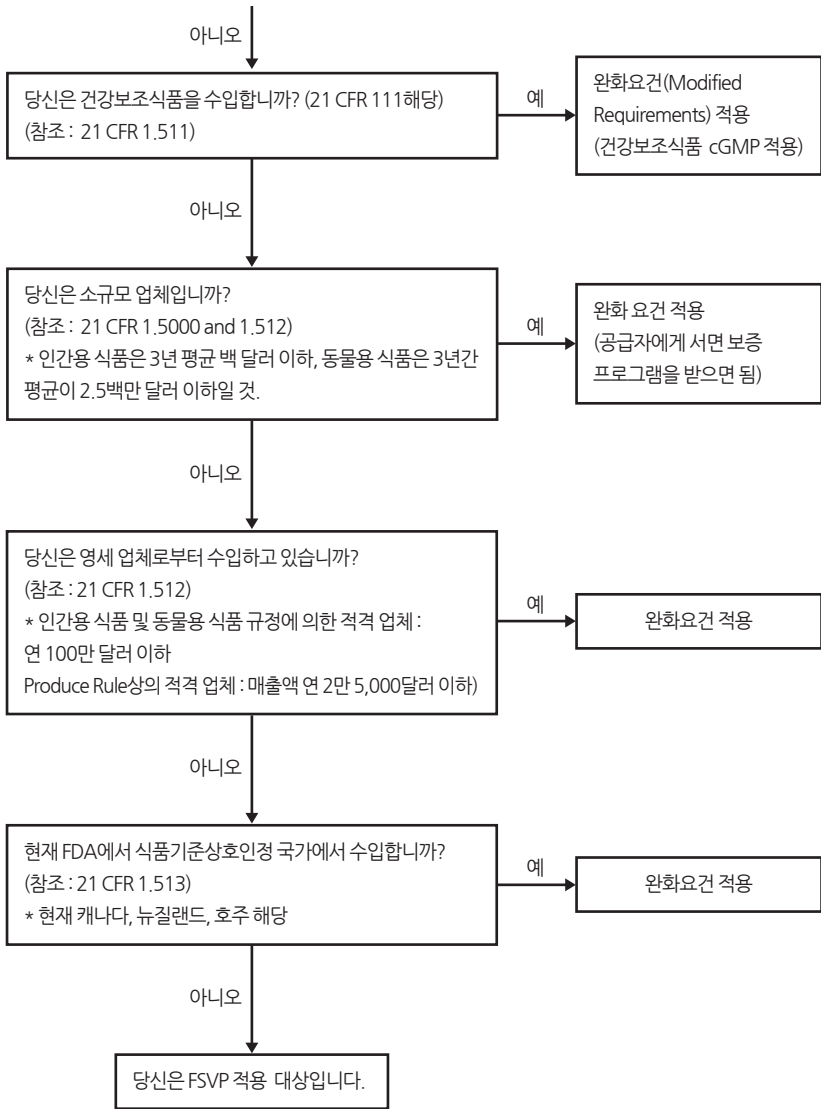 아니오
당신은 건강보조식품을 수입합니까? (21 CFR 111해당)
(참조 : 21 CFR 1.511)
예
완화요건(Modified
Requirements) 적용
(건강보조식품 cGMP 적용)
아니오
당신은 소규모 업체입니까?
(참조 : 21 CFR 1.5000 and 1.512)
* 인간용 식품은 3년 평균 백 달러 이하, 동물용 식품은 3년간
평균이 2.5백만 달러 이하일 것.
예
완화 요건 적용
(공급자에게 서면 보증
프로그램을 받으면 됨)
아니오
당신은 영세 업체로부터 수입하고 있습니까?
(참조 : 21 CFR 1.512)
* 인간용 식품 및 동물용 식품 규정에 의한 적격 업체 :
연 100만 달러 이하
Produce Rule상의 적격 업체 : 매출액 연 2만 5,000달러 이하)
예
완화요건 적용
아니오
현재 FDA에서 식품기준상호인정 국가에서 수입합니까?
(참조 : 21 CFR 1.513)
* 현재 캐나다, 뉴질랜드, 호주 해당
예
완화요건 적용
아니오
당신은 FSVP 적용 대상입니다.